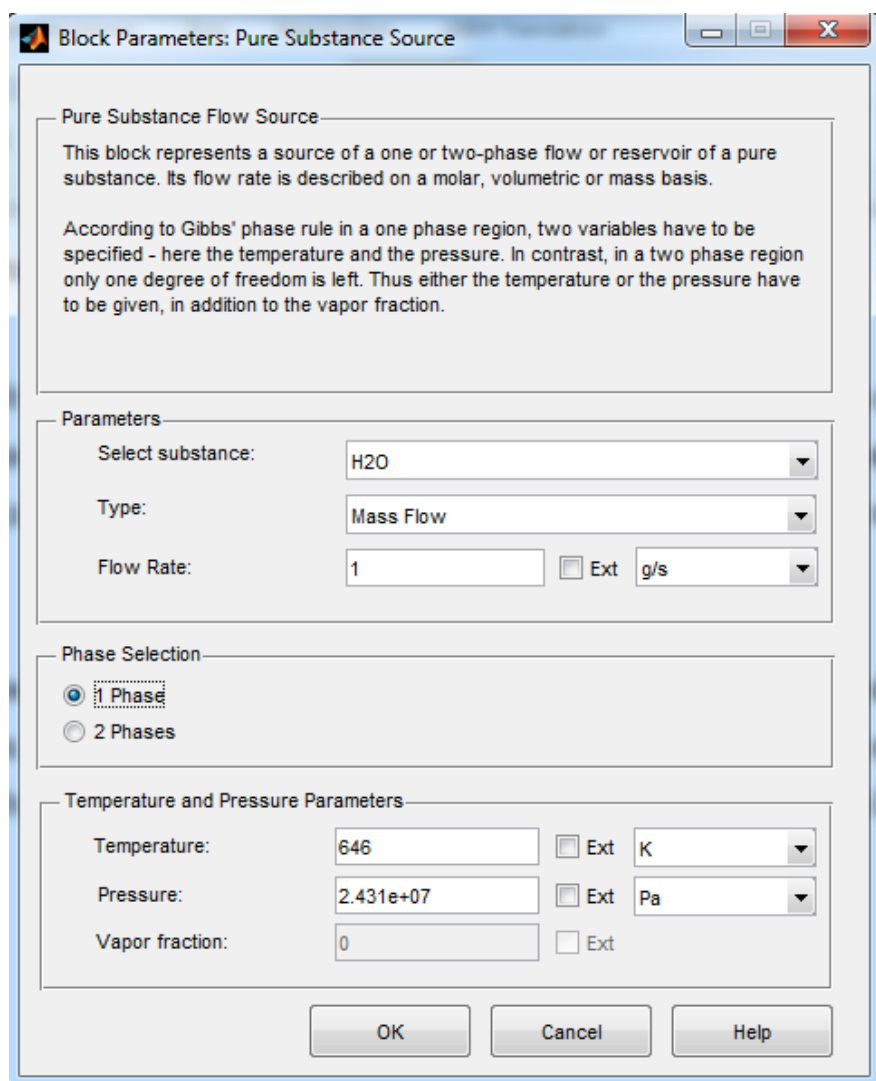 Block Parameters: Pure Substance Source
Pure Substance Flow Source
This block represents a source of a one or two-phase flow or reservoir of a pure
substance. Its flow rate is described on a molar, volumetric or mass basis.
According to Gibbs' phase rule in a one phase region, two variables have to be
specified - here the temperature and the pressure. In contrast, in a two phase region
only one degree of freedom is left. Thus either the temperature or the pressure have
to be given, in addition to the vapor fraction.
Parameters
Select substance: H2O
Type: Mass Flow
Flow Rate: 1 Ext g/s
Phase Selection
1 Phase
2 Phases
Temperature and Pressure Parameters
Temperature: 646 Ext K
Pressure: 2.431e+07 Ext Pa
Vapor fraction: 0 Ext
OK Cancel Help